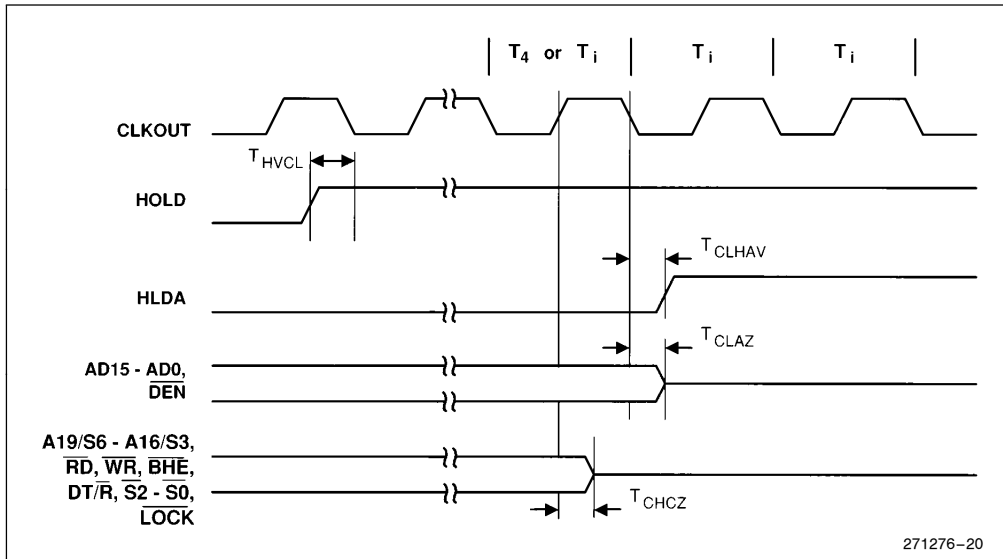 T4 or Ti
Ti
Ti
CLKOUT
THVCL
HOLD
TCLHAV
HLDA
TCLAZ
AD15 - AD0,
DEN
A19/S6 - A16/S3,
RD, WR, BHE,
DT/R, S2 - S0,
LOCK
TCHCZ
271276-20